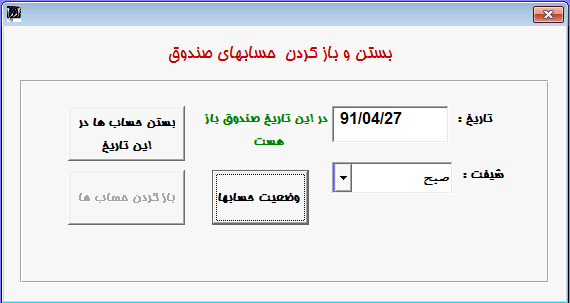 بستن و باز کردن حسابهای صندوق
تاریخ :
91/04/27
در این تاریخ صندوق باز
هست
بستن حساب ها در
این تاریخ
شیفت :
صبح
وضعیت حسابها
باز کردن حساب ها